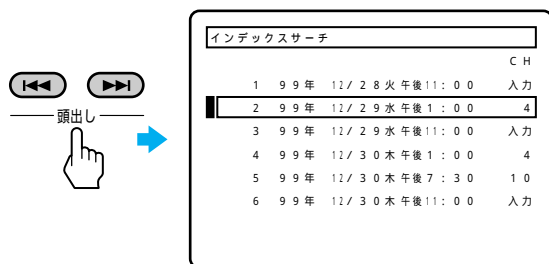 頭出し
インデックスサーチ
CH
1 99年 12/28火午後11:00 入力
2 99年 12/29水午後1:00 4
3 99年 12/29水午後11:00 入力
4 99年 12/30木午後1:00 4
5 99年 12/30木午後7:30 10
6 99年 12/30木午後11:00 入力